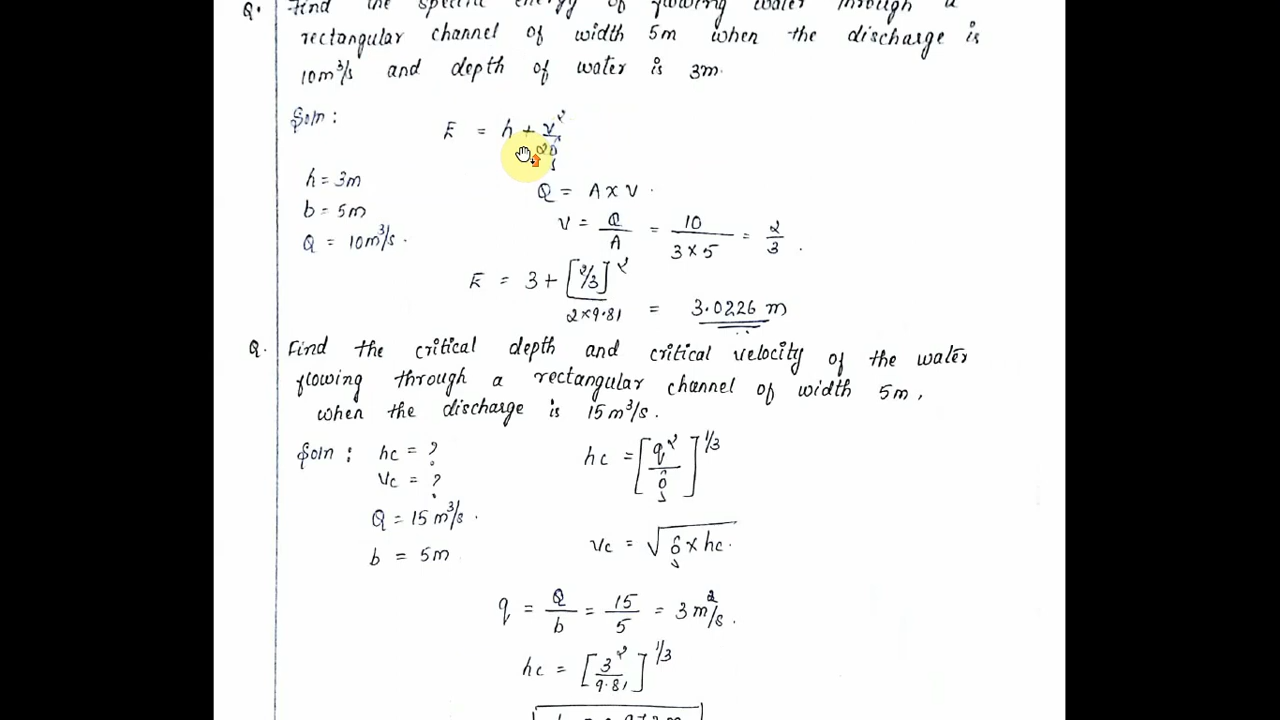 Q. Find the specific energy of flowing water through a
rectangular channel of width 5m when the discharge is
10m³/s and depth of water is 3m.
Soln:
E = h + v²/2g
h = 3m
b = 5m
Q = 10m³/s.
Q = A x V.
V = Q/A = 10/(3 x 5) = 2/3.
E = 3 + [2/3]²/(2 x 9.81) = 3.0226 m
Q. Find the critical depth and critical velocity of the water
flowing through a rectangular channel of width 5m,
when the discharge is 15m³/s.
Soln: hc = ?
Vc = ?
Q = 15m³/s.
b = 5m
hc = [q²/g]^1/3
Vc = √g x hc.
q = Q/b = 15/5 = 3m²/s.
hc = [3²/9.81]^1/3